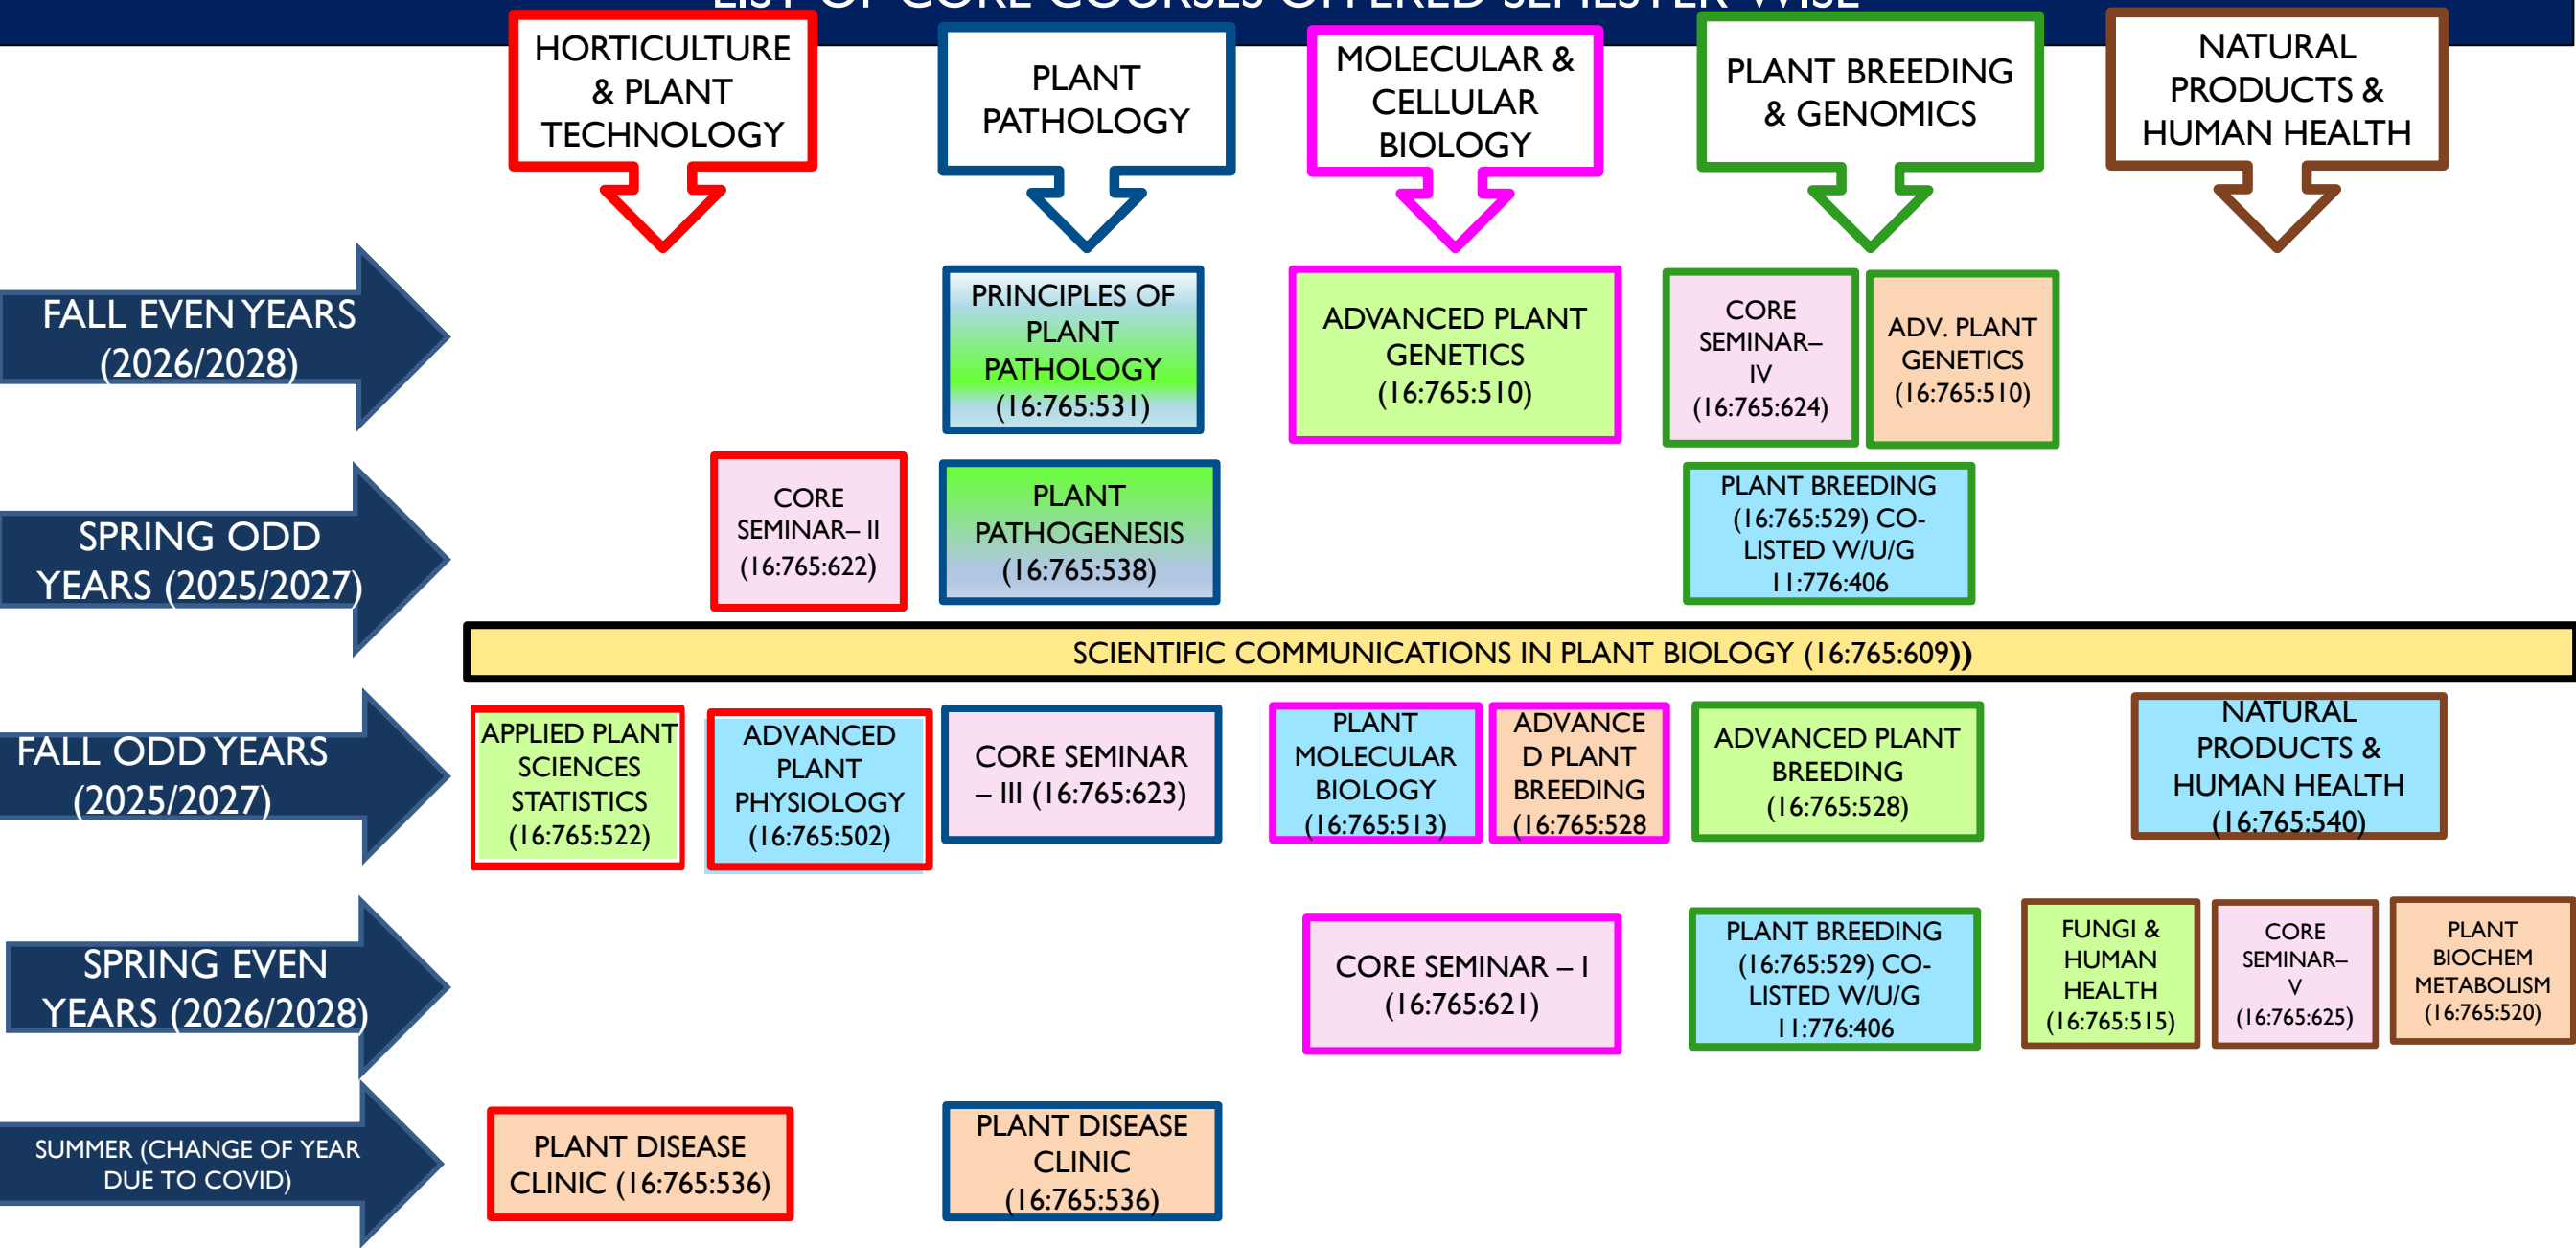 LIST OF CORE COURSES OFFERED SEMESTER WISE
HORTICULTURE
& PLANT
TECHNOLOGY
PLANT
PATHOLOGY
MOLECULAR &
CELLULAR
BIOLOGY
PLANT BREEDING
& GENOMICS
NATURAL
PRODUCTS &
HUMAN HEALTH
FALL EVEN YEARS
(2026/2028)
PRINCIPLES OF
PLANT
PATHOLOGY
(16:765:531)
ADVANCED PLANT
GENETICS
(16:765:510)
CORE
SEMINAR–
IV
(16:765:624)
ADV. PLANT
GENETICS
(16:765:510)
SPRING ODD
YEARS (2025/2027)
CORE
SEMINAR– II
(16:765:622)
PLANT
PATHOGENESIS
(16:765:538)
PLANT BREEDING
(16:765:529) CO-
LISTED W/U/G
11:776:406
SCIENTIFIC COMMUNICATIONS IN PLANT BIOLOGY (16:765:609))
FALL ODD YEARS
(2025/2027)
APPLIED PLANT
SCIENCES
STATISTICS
(16:765:522)
ADVANCED
PLANT
PHYSIOLOGY
(16:765:502)
CORE SEMINAR
– III (16:765:623)
PLANT
MOLECULAR
BIOLOGY
(16:765:513)
ADVANCE
D PLANT
BREEDING
(16:765:528
ADVANCED PLANT
BREEDING
(16:765:528)
NATURAL
PRODUCTS &
HUMAN HEALTH
(16:765:540)
SPRING EVEN
YEARS (2026/2028)
CORE SEMINAR – I
(16:765:621)
PLANT BREEDING
(16:765:529) CO-
LISTED W/U/G
11:776:406
FUNGI &
HUMAN
HEALTH
(16:765:515)
CORE
SEMINAR–
V
(16:765:625)
PLANT
BIOCHEM
METABOLISM
(16:765:520)
SUMMER (CHANGE OF YEAR
DUE TO COVID)
PLANT DISEASE
CLINIC (16:765:536)
PLANT DISEASE
CLINIC
(16:765:536)